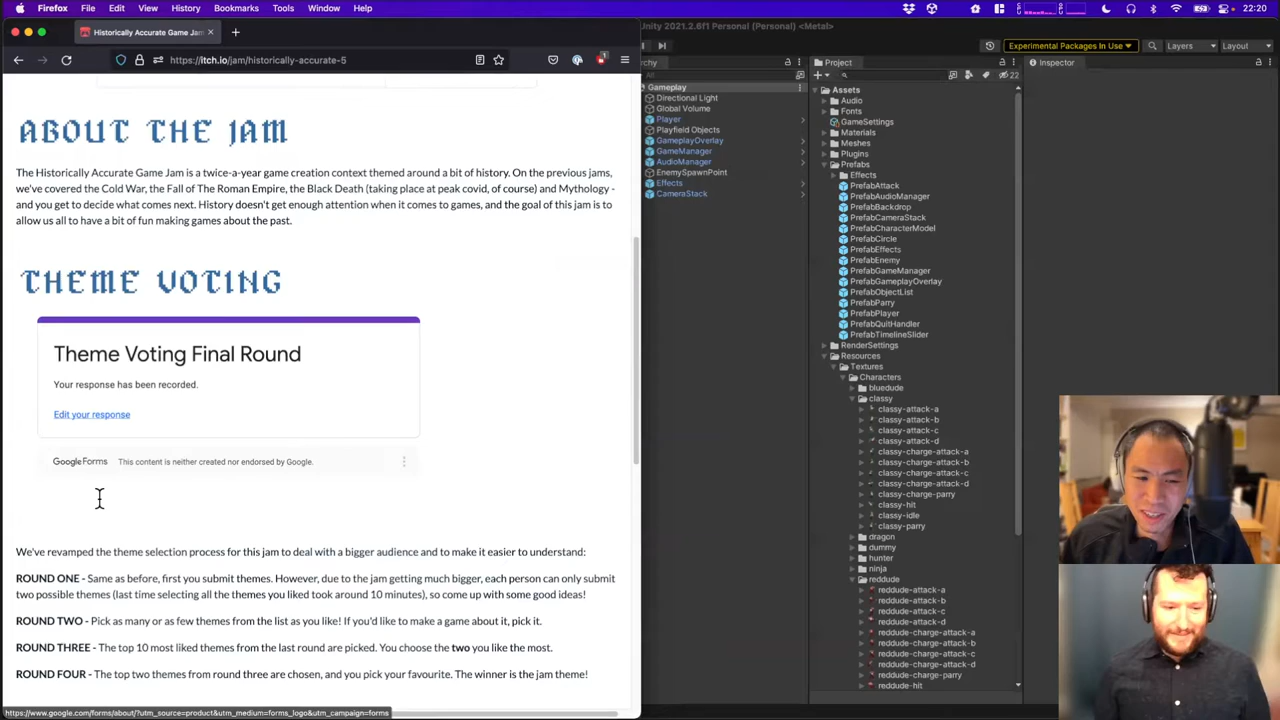 Firefox File Edit View History Bookmarks Tools Window Help 22:20
Historically Accurate Game Jam
Unity 2021.2.6f1 Personal (Personal) <Metal>
https://itch.io/jam/historically-accurate-5
1
Experimental Packages In Use
Layers
Layout
ABOUT THE JAM
The Historically Accurate Game Jam is a twice-a-year game creation context themed around a bit of history. On the previous jams,
we've covered the Cold War, the Fall of The Roman Empire, the Black Death (taking place at peak covid, of course) and Mythology -
and you get to decide what comes next. History doesn't get enough attention when it comes to games, and the goal of this jam is to
allow us all to have a bit of fun making games about the past.
THEME VOTING
Theme Voting Final Round
Your response has been recorded.
Edit your response
Google Forms This content is neither created nor endorsed by Google.
We've revamped the theme selection process for this jam to deal with a bigger audience and to make it easier to understand:
ROUND ONE - Same as before, first you submit themes. However, due to the jam getting much bigger, each person can only submit
two possible themes (last time selecting all the themes you liked took around 10 minutes), so come up with some good ideas!
ROUND TWO - Pick as many or as few themes from the list as you like! If you'd like to make a game about it, pick it.
ROUND THREE - The top 10 most liked themes from the last round are picked. You choose the two you like the most.
ROUND FOUR - The top two themes from round three are chosen, and you pick your favourite. The winner is the jam theme!
https://www.google.com/forms/about/?utm_source=product&utm_medium=forms_logo&utm_campaign=forms
rchy
All
Gameplay
Directional Light
Global Volume
Player
Playfield Objects
GameplayOverlay
GameManager
AudioManager
EnemySpawnPoint
Effects
CameraStack
Project
22
Assets
Audio
Fonts
GameSettings
Materials
Meshes
Plugins
Prefabs
Effects
PrefabAttack
PrefabAudioManager
PrefabBackdrop
PrefabCameraStack
PrefabCharacterModel
PrefabCircle
PrefabEffects
PrefabEnemy
PrefabGameManager
PrefabGameplayOverlay
PrefabObjectList
PrefabParry
PrefabPlayer
PrefabQuitHandler
PrefabTimelineSlider
RenderSettings
Resources
Textures
Characters
bluedude
classy
classy-attack-a
classy-attack-b
classy-attack-c
classy-attack-d
classy-charge-attack-a
classy-charge-attack-b
classy-charge-attack-c
classy-charge-attack-d
classy-charge-parry
classy-hit
classy-idle
classy-parry
dragon
dummy
hunter
ninja
reddude
reddude-attack-a
reddude-attack-b
reddude-attack-c
reddude-attack-d
reddude-charge-attack-a
reddude-charge-attack-b
reddude-charge-attack-c
reddude-charge-attack-d
reddude-charge-parry
reddude-hit
Inspector